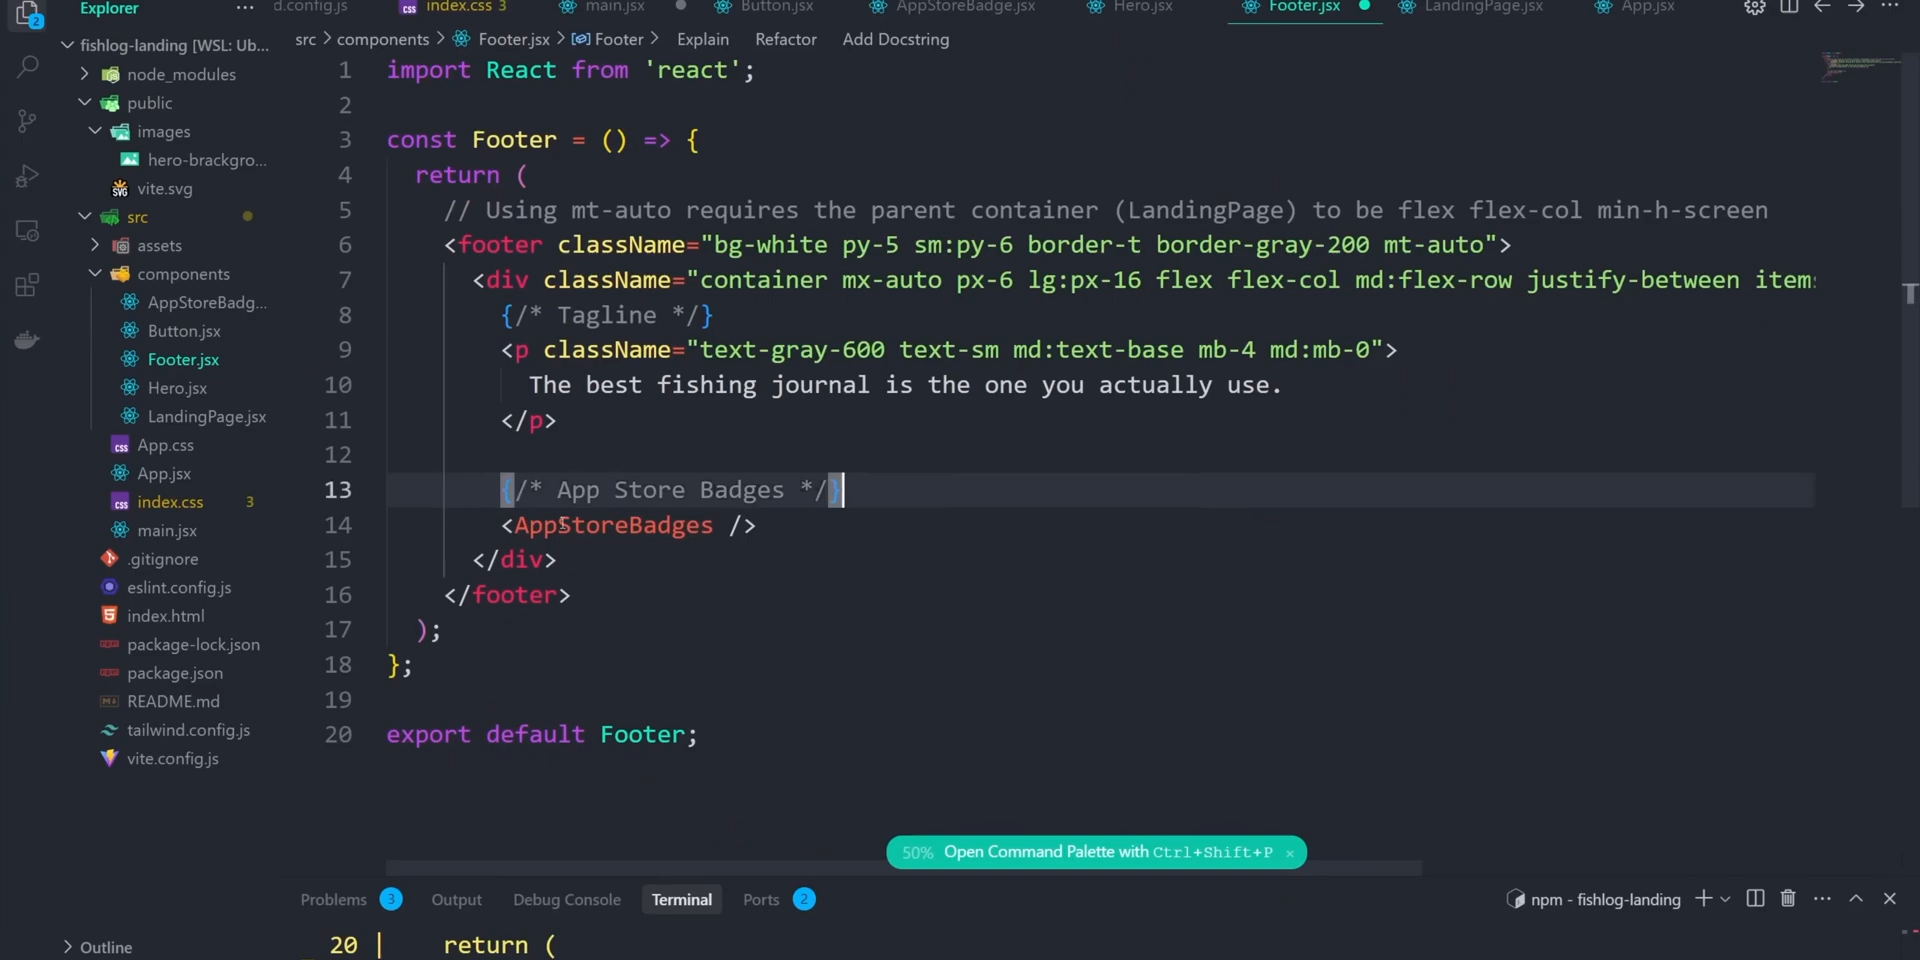 Explorer
···
d.config.js
index.css 3
main.jsx
Button.jsx
AppStoreBadge.jsx
Hero.jsx
Footer.jsx
LandingPage.jsx
App.jsx
2
fishlog-landing [WSL: Ub...
src > components > Footer.jsx > Footer > Explain Refactor Add Docstring
node_modules
public
images
hero-brackgro...
vite.svg
src
assets
components
AppStoreBadg...
Button.jsx
Footer.jsx
Hero.jsx
LandingPage.jsx
App.css
App.jsx
index.css 3
main.jsx
.gitignore
eslint.config.js
index.html
package-lock.json
package.json
README.md
tailwind.config.js
vite.config.js
Outline
1 import React from 'react';
2
3 const Footer = () => {
4 return (
5 // Using mt-auto requires the parent container (LandingPage) to be flex flex-col min-h-screen
6 <footer className="bg-white py-5 sm:py-6 border-t border-gray-200 mt-auto">
7 <div className="container mx-auto px-6 lg:px-16 flex flex-col md:flex-row justify-between items
8 {/* Tagline */}
9 <p className="text-gray-600 text-sm md:text-base mb-4 md:mb-0">
10 The best fishing journal is the one you actually use.
11 </p>
12
13 {/* App Store Badges */}
14 <AppStoreBadges />
15 </div>
16 </footer>
17 );
18 };
19
20 export default Footer;
50% Open Command Palette with Ctrl+Shift+P ×
Problems 3 Output Debug Console Terminal Ports 2
npm - fishlog-landing
20 | return (